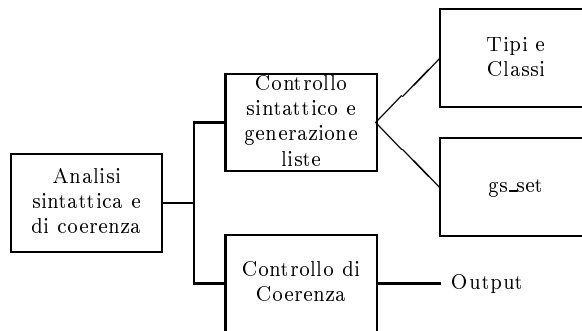 Analisi
sintattica e
di coerenza
Controllo
sintattico e
generazione
liste
Tipi e
Classi
gs_set
Controllo di
Coerenza
Output